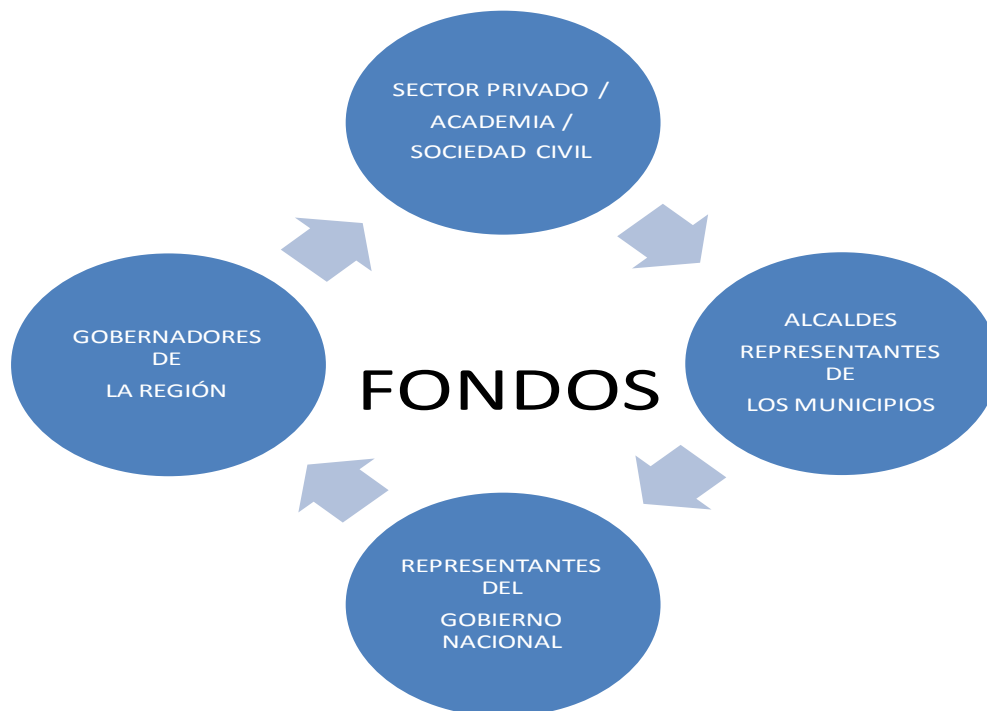 SECTOR PRIVADO /
ACADEMIA /
SOCIEDAD CIVIL
GOBERNADORES
DE
LA REGIÓN
FONDOS
ALCALDES
REPRESENTANTES
DE
LOS MUNICIPIOS
REPRESENTANTES
DEL
GOBIERNO
NACIONAL